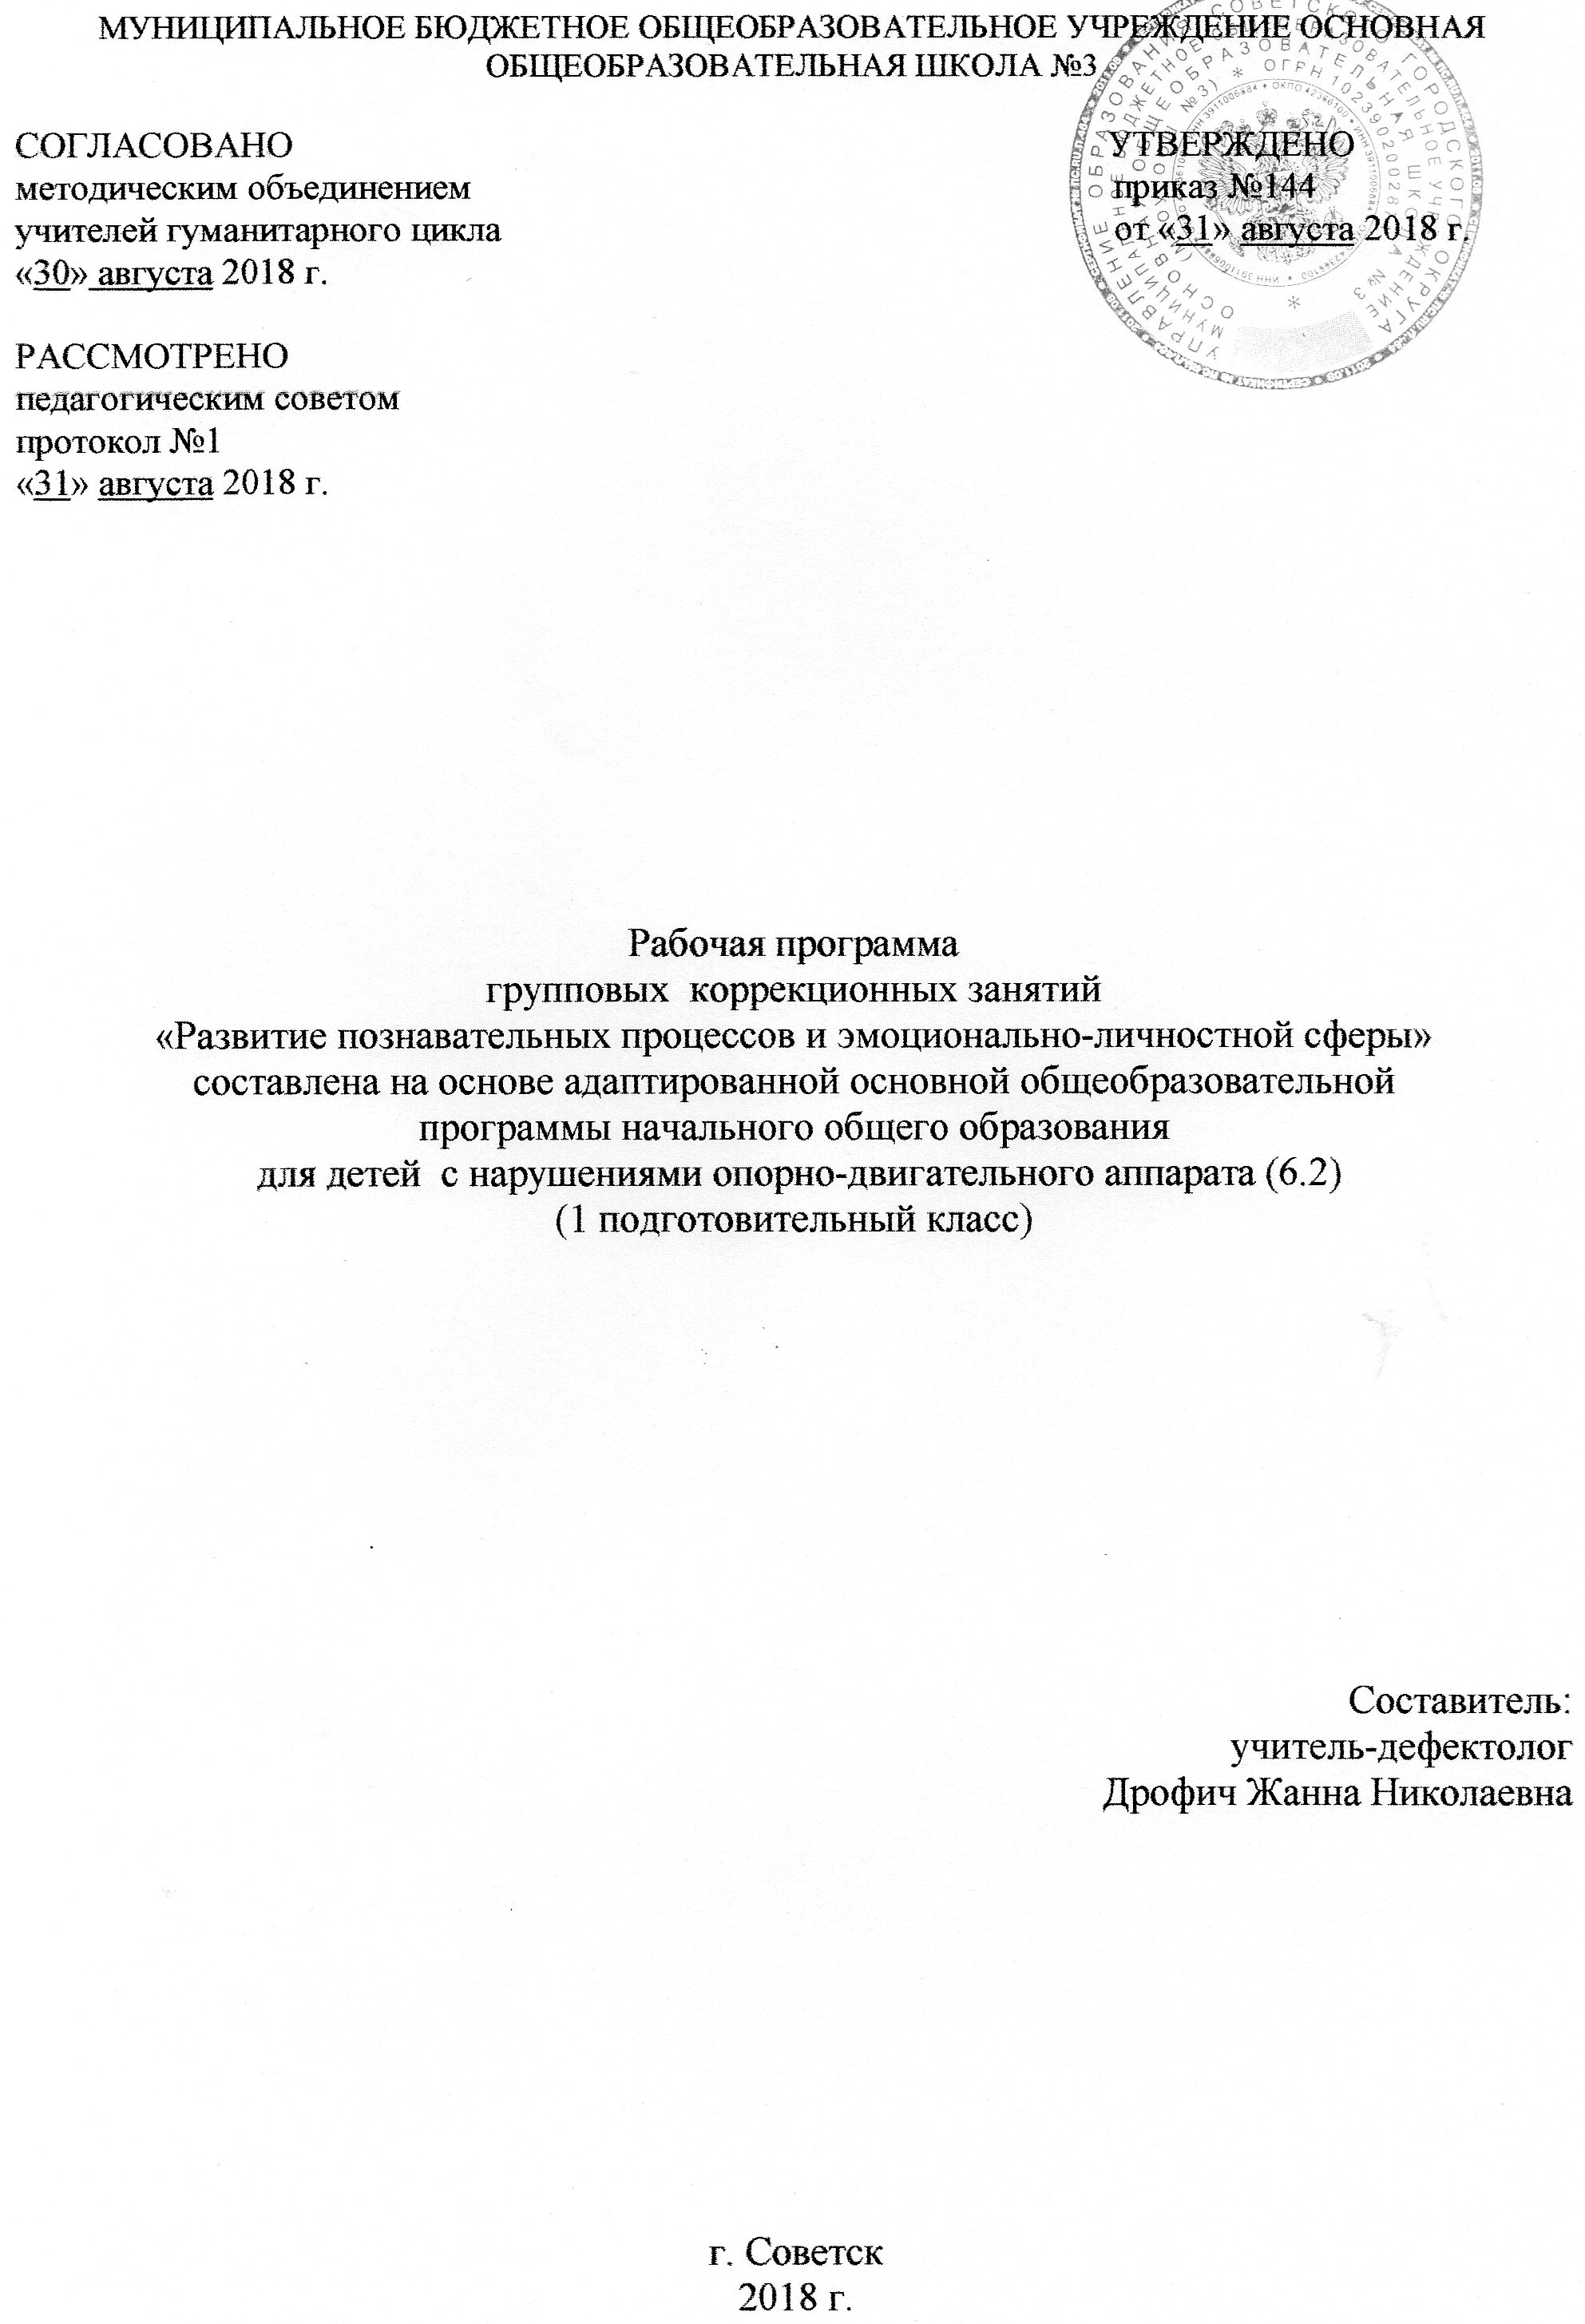 МУНИЦИПАЛЬНОЕ БЮДЖЕТНОЕ ОБЩЕОБРАЗОВАТЕЛЬНОЕ УЧРЕЖДЕНИЕ ОСНОВНАЯ
ОБЩЕОБРАЗОВАТЕЛЬНАЯ ШКОЛА №3
СОГЛАСОВАНО
методическим объединением
учителей гуманитарного цикла
«30» августа 2018 г.
УТВЕРЖДЕНО
приказ №144
от «31» августа 2018 г.
РАССМОТРЕНО
педагогическим советом
протокол №1
«31» августа 2018 г.
Рабочая программа
групповых  коррекционных занятий
«Развитие познавательных процессов и эмоционально-личностной сферы»
составлена на основе адаптированной основной общеобразовательной
программы начального общего образования
для детей  с нарушениями опорно-двигательного аппарата (6.2)
(1 подготовительный класс)
Составитель:
учитель-дефектолог
Дрофич Жанна Николаевна
г. Советск
2018 г.